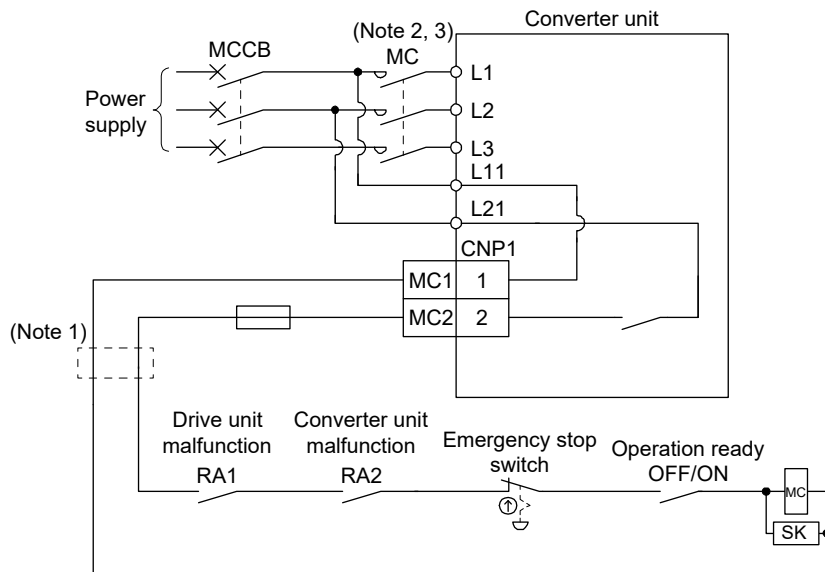 Converter unit
(Note 2, 3)
MCCB
MC
L1
Power
supply
L2
L3
L11
L21
CNP1
MC1
1
MC2
2
(Note 1)
Drive unit
malfunction
RA1
Converter unit
malfunction
RA2
Emergency stop
switch
Operation ready
OFF/ON
MC
SK